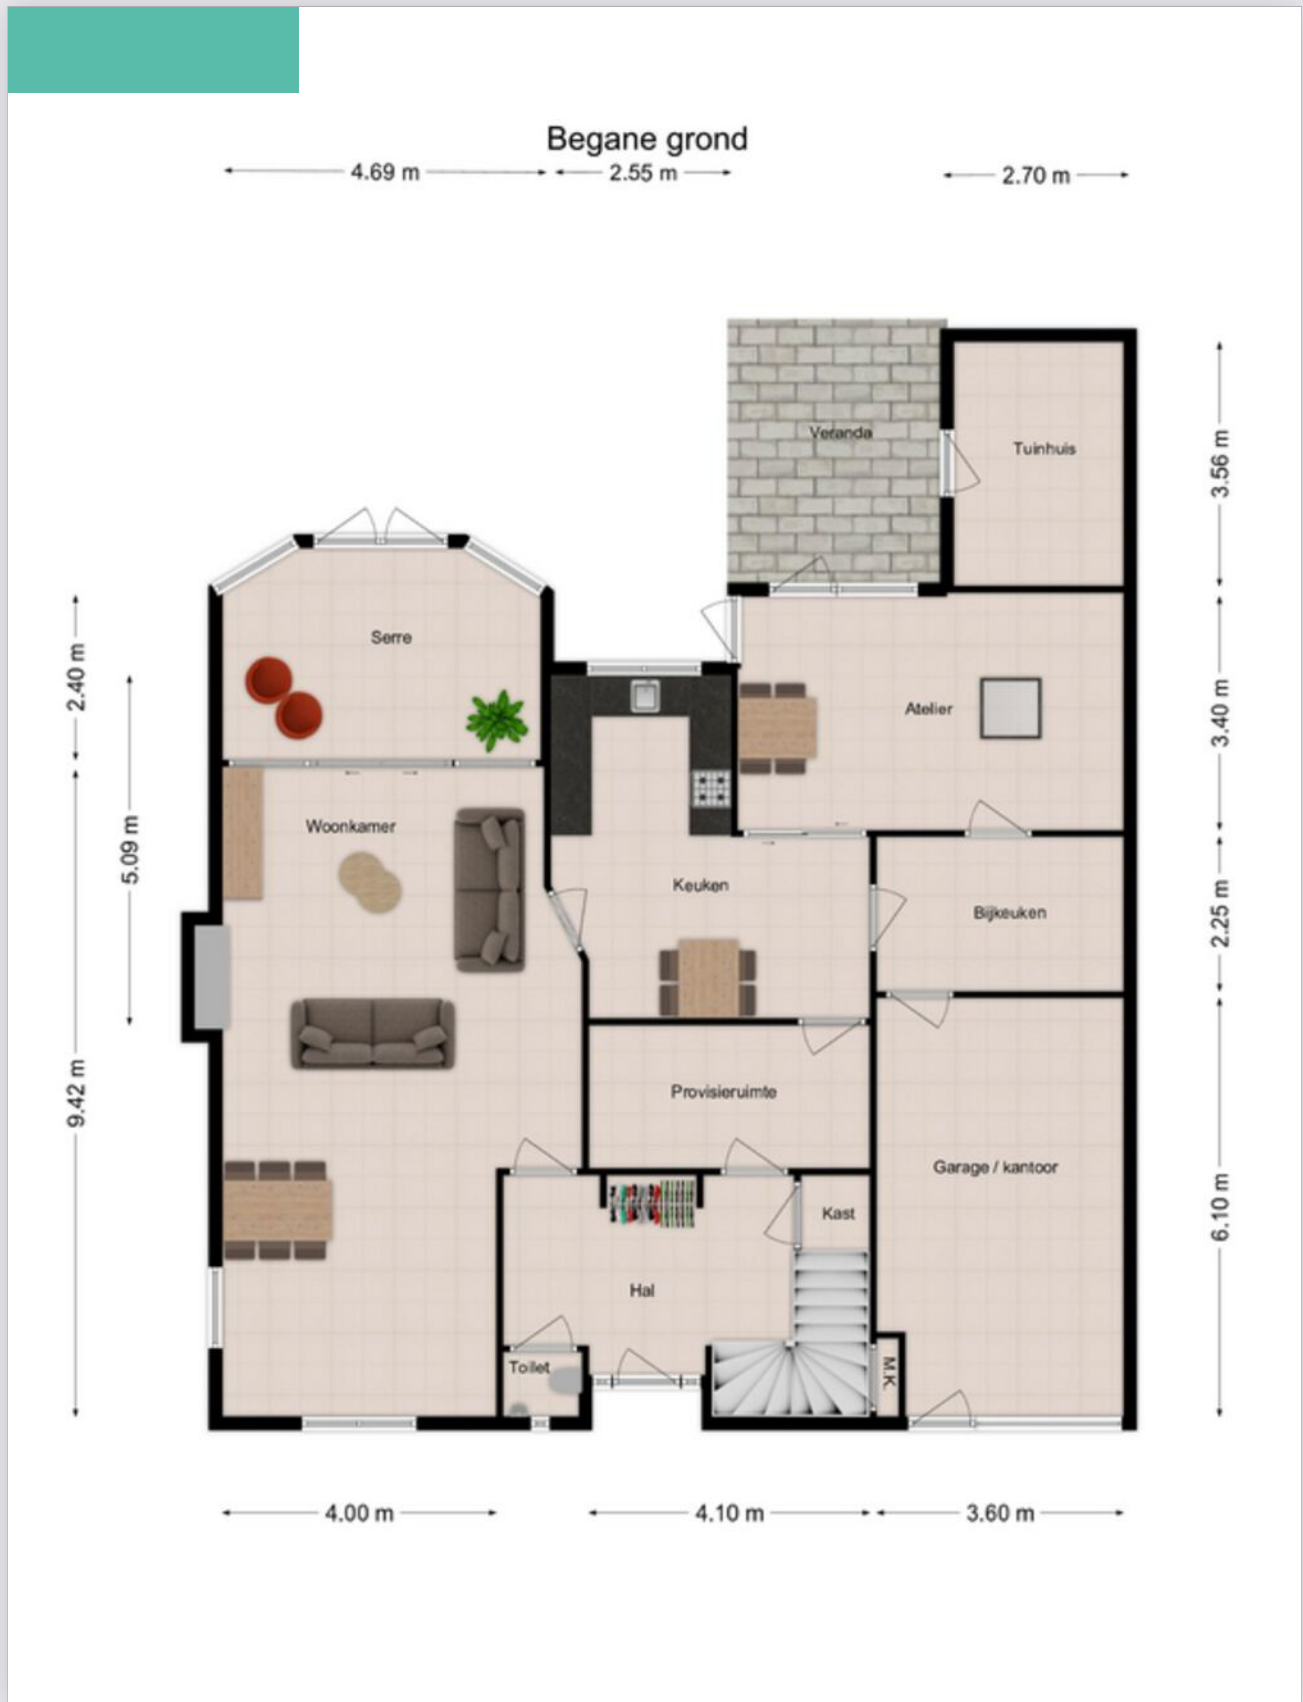 Begane grond
4.69 m
2.55 m
2.70 m
Veranda
Tuinhuis
3.56 m
Serre
2.40 m
Atelier
3.40 m
Woonkamer
5.09 m
Keuken
Bijkeuken
2.25 m
9.42 m
Provisieruimte
Garage / kantoor
6.10 m
Kast
Hal
Toilet
M.K.
4.00 m
4.10 m
3.60 m